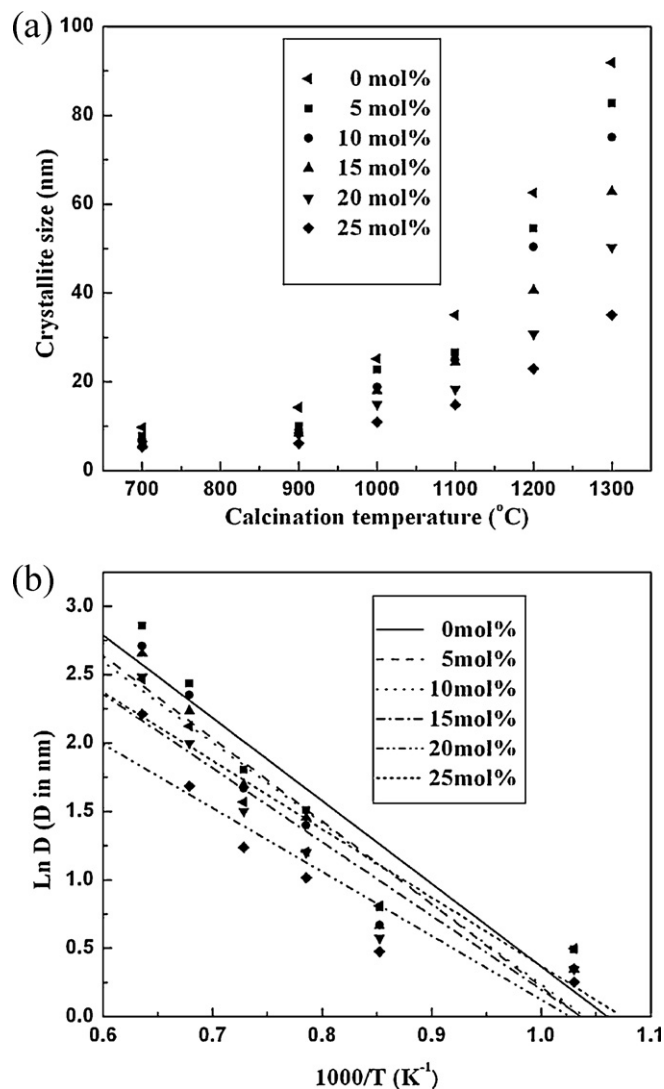 (a)
100
80
60
40
20
0
Crystallite size (nm)
0 mol%
5 mol%
10 mol%
15 mol%
20 mol%
25 mol%
700 800 900 1000 1100 1200 1300
Calcination temperature (°C)
(b)
3.0
2.5
2.0
1.5
1.0
0.5
0.0
Ln D (D in nm)
0mol%
5mol%
10mol%
15mol%
20mol%
25mol%
0.6 0.7 0.8 0.9 1.0 1.1
1000/T (K⁻¹)